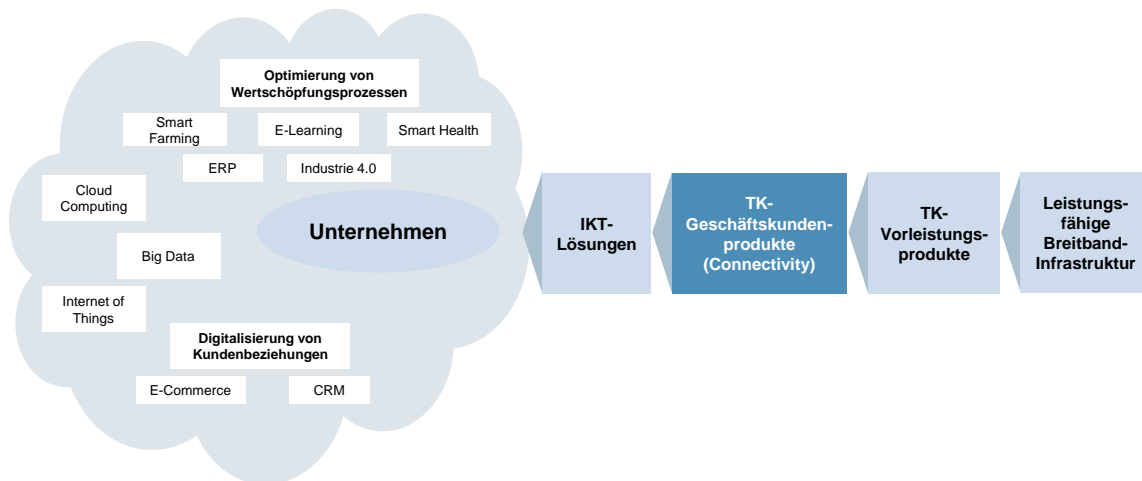 Optimierung von
Wertschöpfungsprozessen
Smart
Farming
E-Learning
Smart Health
ERP
Industrie 4.0
Cloud
Computing
Unternehmen
Big Data
Internet of
Things
Digitalisierung von
Kundenbeziehungen
E-Commerce
CRM
IKT-
Lösungen
TK-
Geschäftskunden-
produkte
(Connectivity)
TK-
Vorleistungs-
produkte
Leistungs-
fähige
Breitband-
Infrastruktur